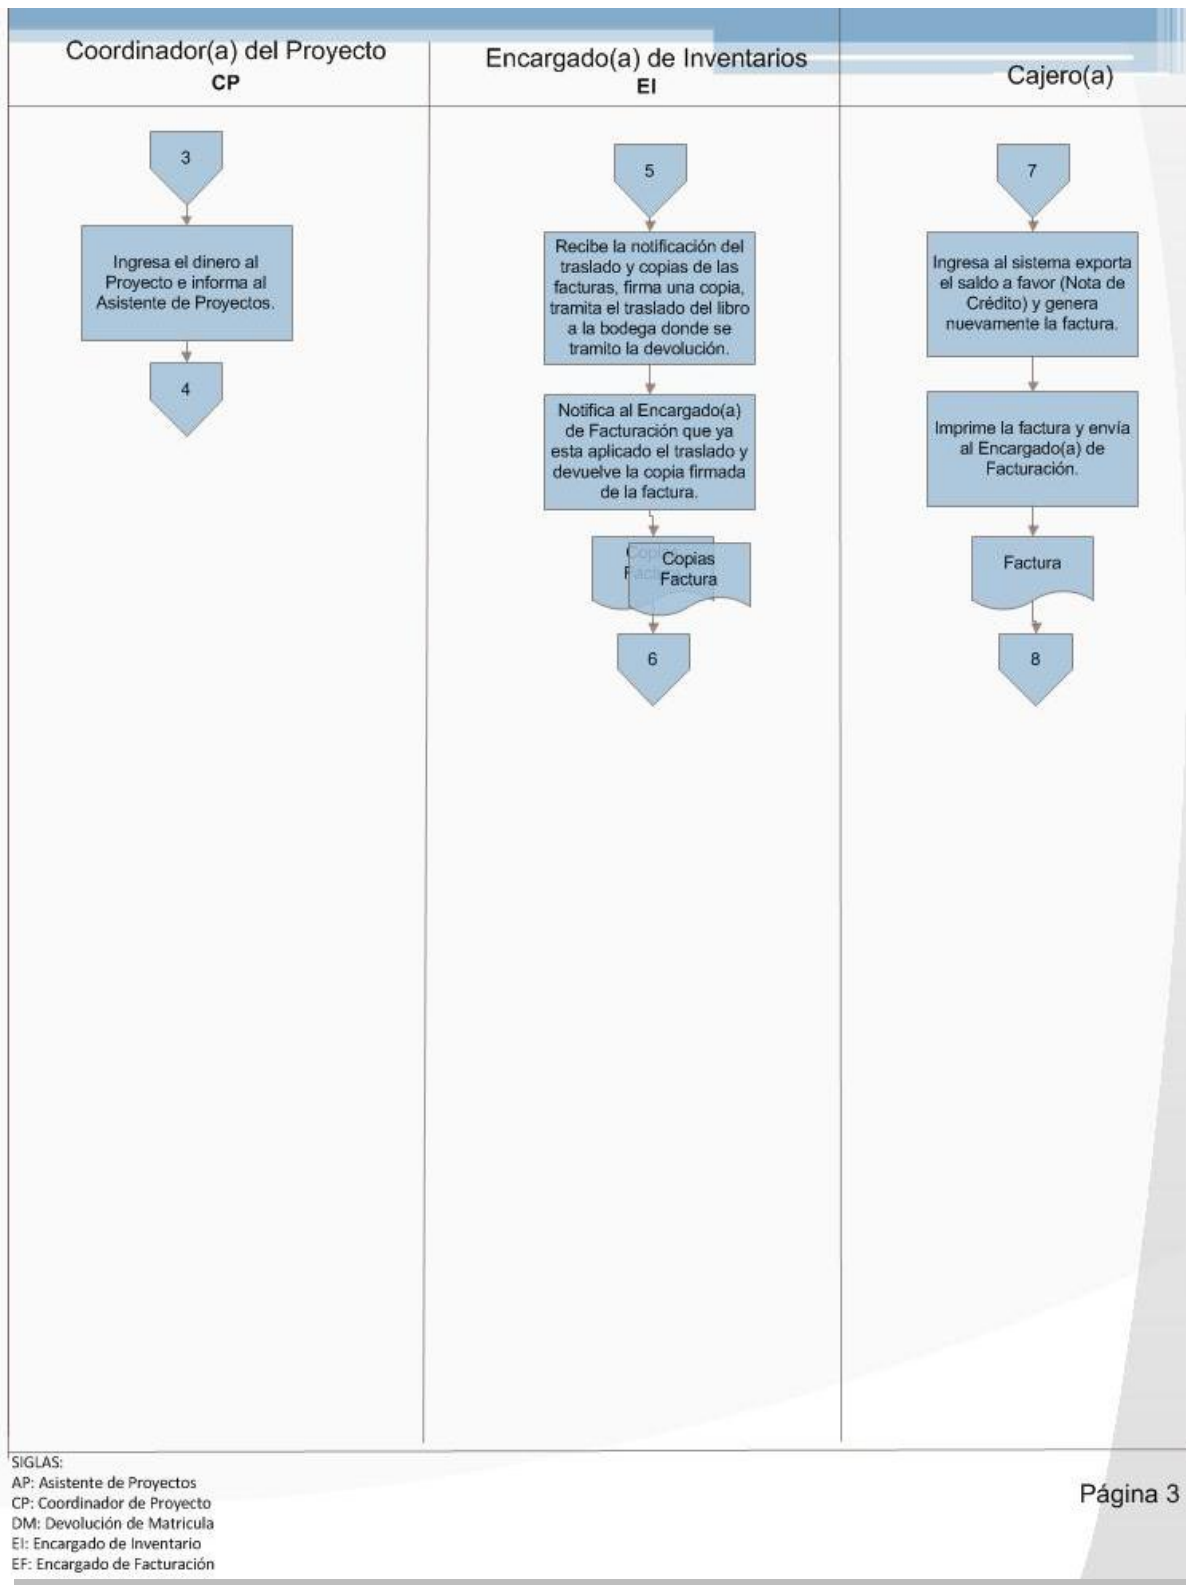 Coordinador(a) del Proyecto
CP
Encargado(a) de Inventarios
EI
Cajero(a)
3
Ingresa el dinero al
Proyecto e informa al
Asistente de Proyectos.
4
5
Recibe la notificación del
traslado y copias de las
facturas, firma una copia,
tramita el traslado del libro
a la bodega donde se
tramito la devolución.
Notifica al Encargado(a)
de Facturación que ya
esta aplicado el traslado y
devuelve la copia firmada
de la factura.
Copias
Factura
6
7
Ingresa al sistema exporta
el saldo a favor (Nota de
Crédito) y genera
nuevamente la factura.
Imprime la factura y envía
al Encargado(a) de
Facturación.
Factura
8
SIGLAS:
AP: Asistente de Proyectos
CP: Coordinador de Proyecto
DM: Devolución de Matricula
EI: Encargado de Inventario
EF: Encargado de Facturación
Página 3